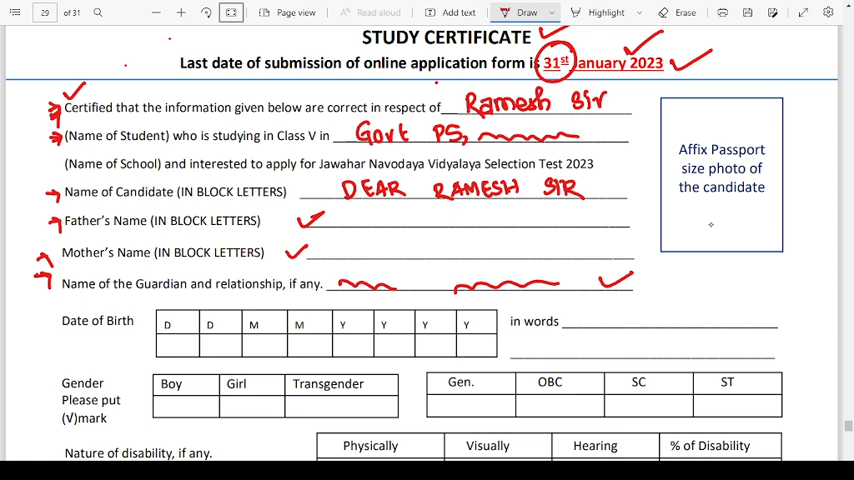 29 of 31 Page view Read aloud Add text Draw Highlight Erase
STUDY CERTIFICATE
Last date of submission of online application form is 31st January 2023
Certified that the information given below are correct in respect of Ramesh Sir
(Name of Student) who is studying in Class V in Govt PS,
(Name of School) and interested to apply for Jawahar Navodaya Vidyalaya Selection Test 2023
Affix Passport
size photo of
the candidate
Name of Candidate (IN BLOCK LETTERS) DEAR RAMESH SIR
Father's Name (IN BLOCK LETTERS)
Mother's Name (IN BLOCK LETTERS)
Name of the Guardian and relationship, if any.
Date of Birth D D M M Y Y Y Y in words
Gender Boy Girl Transgender Gen. OBC SC ST
Please put
(√)mark
Nature of disability, if any. Physically Visually Hearing % of Disability